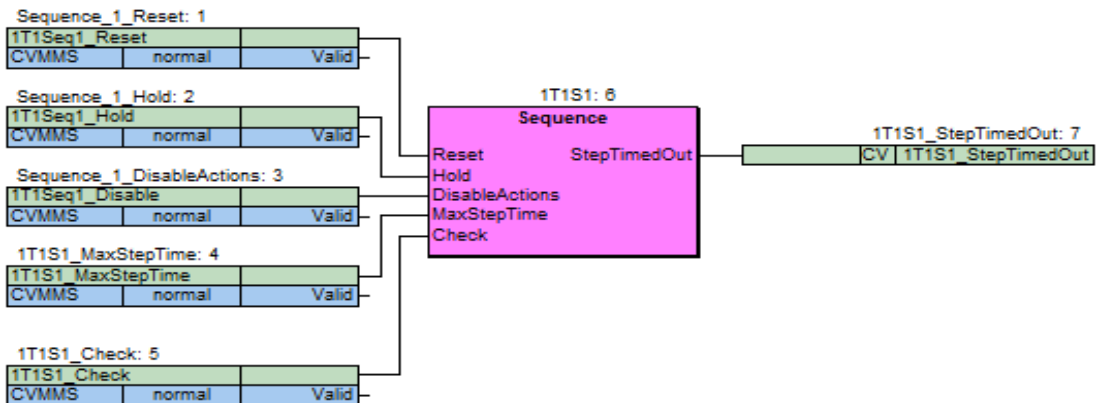 Sequence_1_Reset: 1
1T1Seq1_Reset
CVMMS normal Valid
Sequence_1_Hold: 2
1T1Seq1_Hold
CVMMS normal Valid
Sequence_1_DisableActions: 3
1T1Seq1_Disable
CVMMS normal Valid
1T1S1_MaxStepTime: 4
1T1S1_MaxStepTime
CVMMS normal Valid
1T1S1_Check: 5
1T1S1_Check
CVMMS normal Valid
1T1S1: 6
Sequence
Reset StepTimedOut
Hold
DisableActions
MaxStepTime
Check
1T1S1_StepTimedOut: 7
CV 1T1S1_StepTimedOut